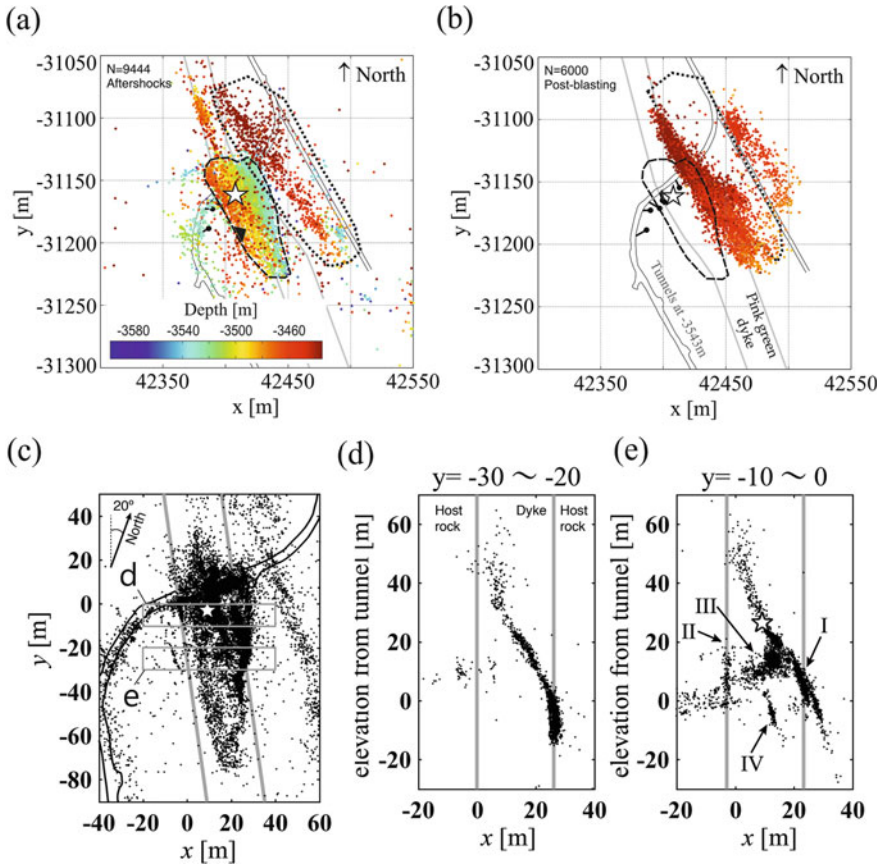 (a)
N=9444
Aftershocks
↑ North
-31050
-31100
-31150
-31200
-31250
-31300
y [m]
Depth [m]
-3580 -3540 -3500 -3460
42350 42450 42550
x [m]
(b)
N=6000
Post-blasting
↑ North
-31050
-31100
-31150
-31200
-31250
-31300
y [m]
Tunnels at -3543m
Pink green
dyke
42350 42450 42550
x [m]
(c)
20°
North
d
e
40
20
0
-20
-40
-60
-80
y [m]
-40 -20 0 20 40 60
x [m]
(d)
y= -30 ~ -20
Host
rock
Dyke
Host
rock
60
40
20
0
-20
elevation from tunnel [m]
-20 0 20 40
x [m]
(e)
y= -10 ~ 0
60
40
20
0
-20
elevation from tunnel [m]
III
II
I
IV
-20 0 20 40
x [m]